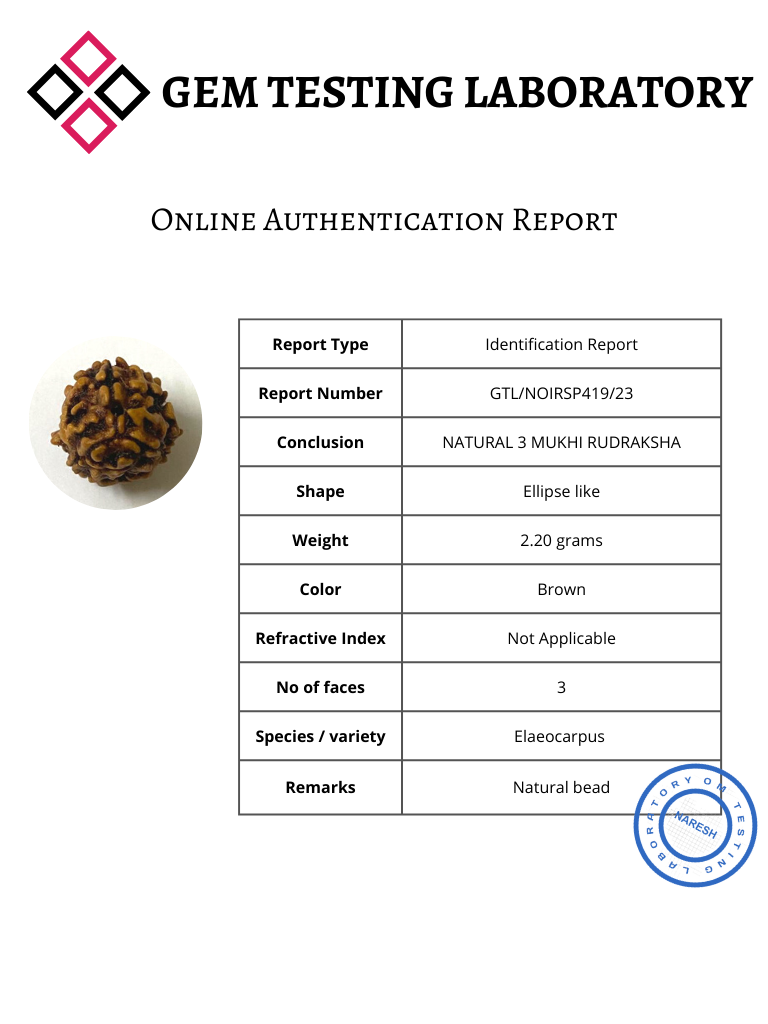 GEM TESTING LABORATORY
Online Authentication Report
Report Type Identification Report
Report Number GTL/NOIRSP419/23
Conclusion NATURAL 3 MUKHI RUDRAKSHA
Shape Ellipse like
Weight 2.20 grams
Color Brown
Refractive Index Not Applicable
No of faces 3
Species / variety Elaeocarpus
Remarks Natural bead
OM TESTING LABORATORY
NARESH